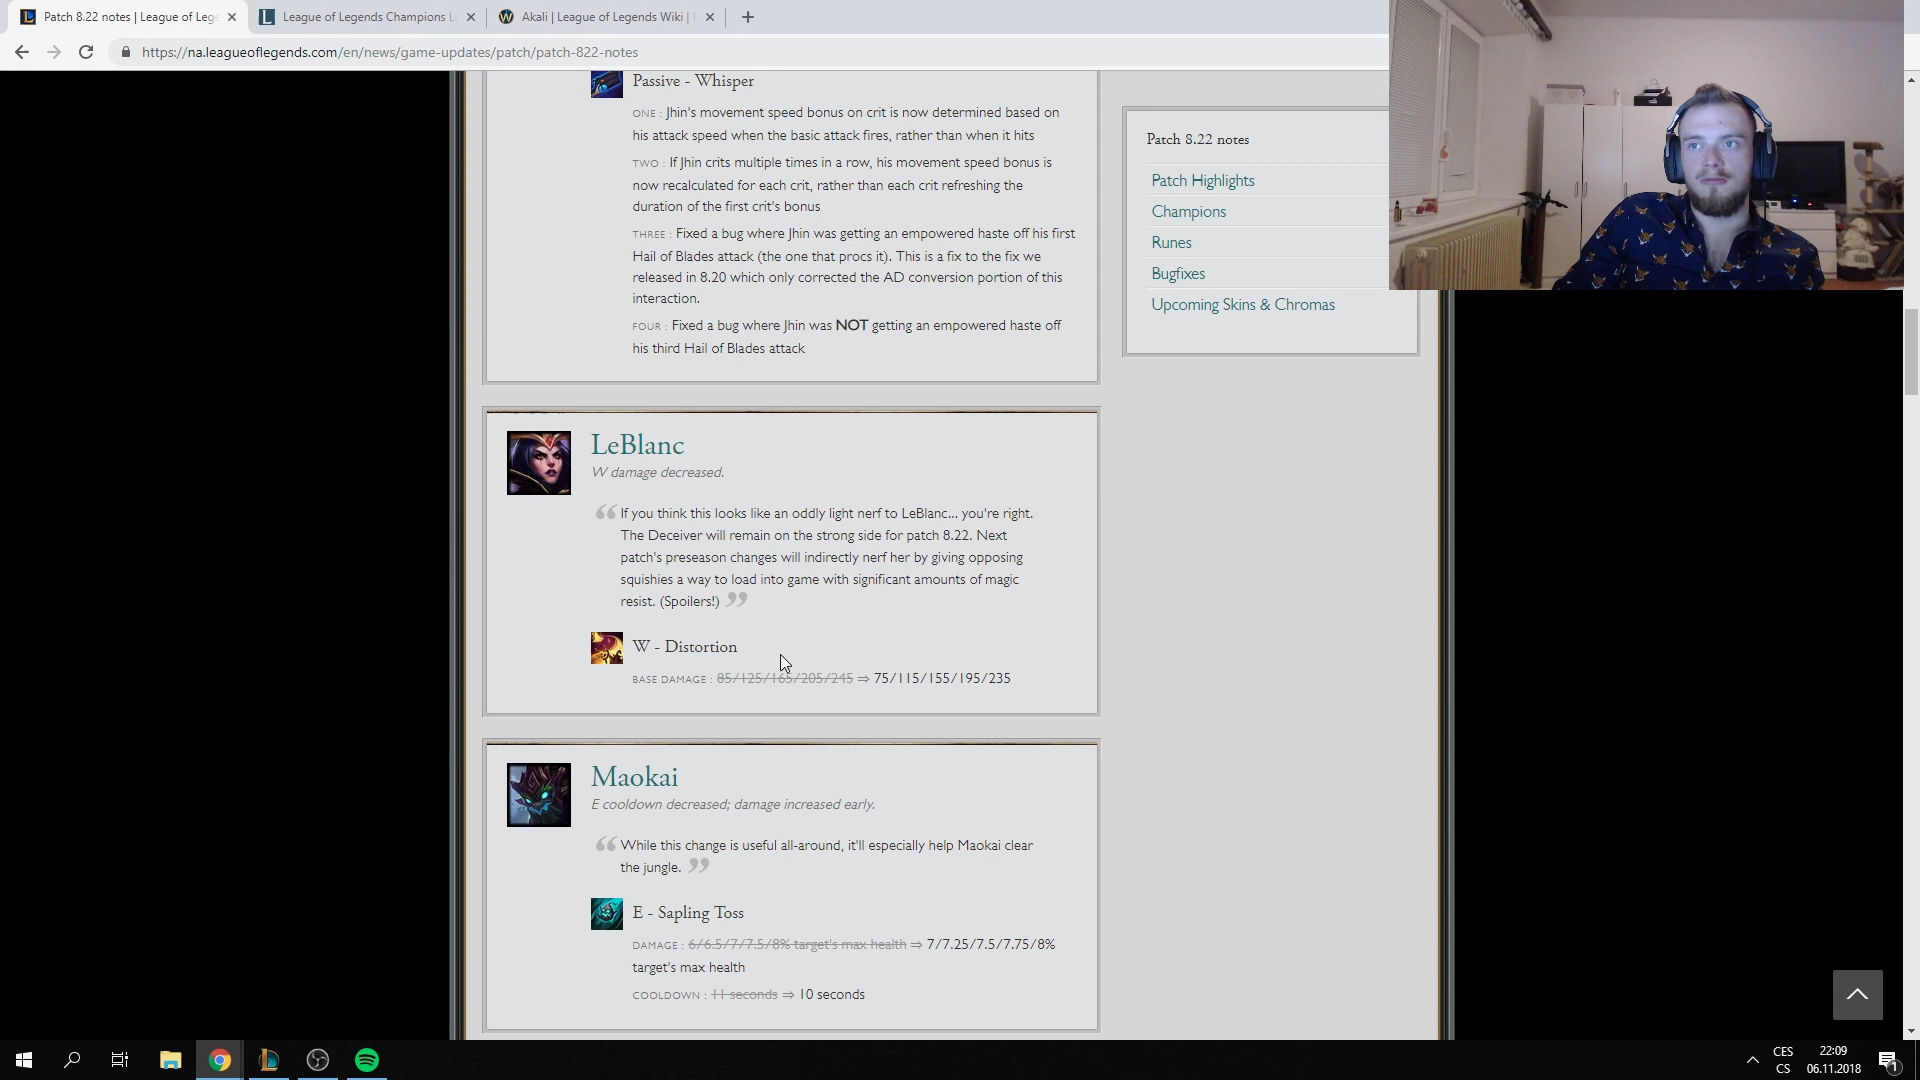 Patch 8.22 notes | League of Leg
League of Legends Champions L
Akali | League of Legends Wiki |
https://na.leagueoflegends.com/en/news/game-updates/patch/patch-822-notes
Passive - Whisper
ONE : Jhin's movement speed bonus on crit is now determined based on
his attack speed when the basic attack fires, rather than when it hits
TWO : If Jhin crits multiple times in a row, his movement speed bonus is
now recalculated for each crit, rather than each crit refreshing the
duration of the first crit's bonus
THREE : Fixed a bug where Jhin was getting an empowered haste off his first
Hail of Blades attack (the one that procs it). This is a fix to the fix we
released in 8.20 which only corrected the AD conversion portion of this
interaction.
FOUR : Fixed a bug where Jhin was NOT getting an empowered haste off
his third Hail of Blades attack
LeBlanc
W damage decreased.
“ If you think this looks like an oddly light nerf to LeBlanc... you're right.
The Deceiver will remain on the strong side for patch 8.22. Next
patch's preseason changes will indirectly nerf her by giving opposing
squishies a way to load into game with significant amounts of magic
resist. (Spoilers!) ”
W - Distortion
BASE DAMAGE : 85/125/165/205/245 ⇒ 75/115/155/195/235
Maokai
E cooldown decreased; damage increased early.
“ While this change is useful all-around, it'll especially help Maokai clear
the jungle. ”
E - Sapling Toss
DAMAGE : 6/6.5/7/7.5/8% target's max health ⇒ 7/7.25/7.5/7.75/8%
target's max health
COOLDOWN : 11 seconds ⇒ 10 seconds
Patch 8.22 notes
Patch Highlights
Champions
Runes
Bugfixes
Upcoming Skins & Chromas
CES
CS
22:09
06.11.2018
1